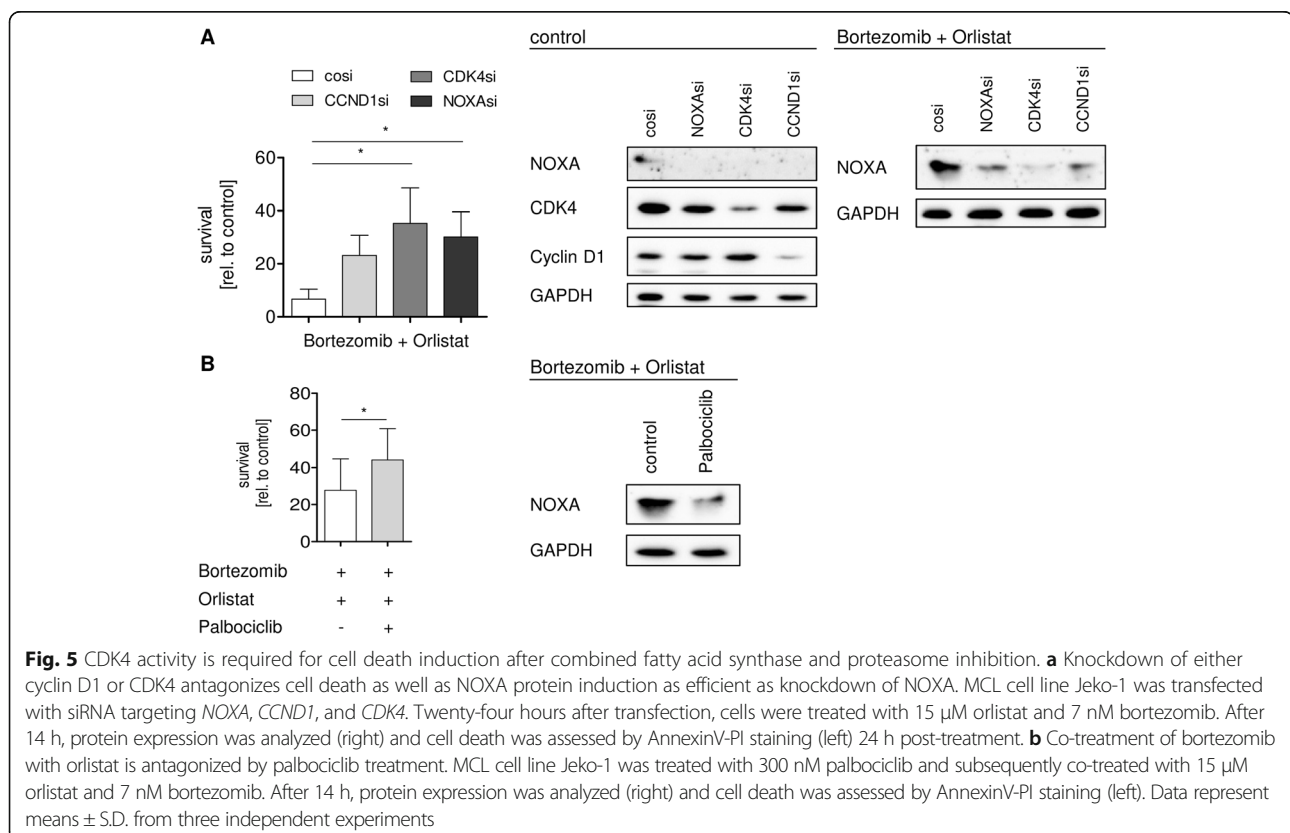 A
cosi
CDK4si
CCND1si
NOXAsi
*
*
survival
[rel. to control]
60
40
20
0
Bortezomib + Orlistat
control
cosi
NOXAsi
CDK4si
CCND1si
NOXA
CDK4
Cyclin D1
GAPDH
Bortezomib + Orlistat
cosi
NOXAsi
CDK4si
CCND1si
NOXA
GAPDH
B
*
survival
[rel. to control]
80
60
40
20
0
Bortezomib + +
Orlistat + +
Palbociclib - +
Bortezomib + Orlistat
control
Palbociclib
NOXA
GAPDH
Fig. 5 CDK4 activity is required for cell death induction after combined fatty acid synthase and proteasome inhibition. a Knockdown of either
cyclin D1 or CDK4 antagonizes cell death as well as NOXA protein induction as efficient as knockdown of NOXA. MCL cell line Jeko-1 was transfected
with siRNA targeting NOXA, CCND1, and CDK4. Twenty-four hours after transfection, cells were treated with 15 μM orlistat and 7 nM bortezomib. After
14 h, protein expression was analyzed (right) and cell death was assessed by AnnexinV-PI staining (left) 24 h post-treatment. b Co-treatment of bortezomib
with orlistat is antagonized by palbociclib treatment. MCL cell line Jeko-1 was treated with 300 nM palbociclib and subsequently co-treated with 15 μM
orlistat and 7 nM bortezomib. After 14 h, protein expression was analyzed (right) and cell death was assessed by AnnexinV-PI staining (left). Data represent
means ± S.D. from three independent experiments